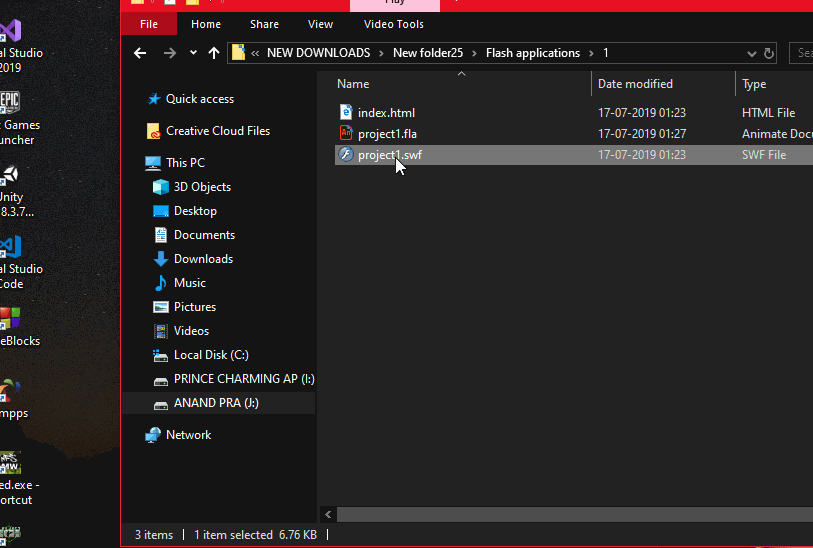 Play
File Home Share View Video Tools
« NEW DOWNLOADS > New folder25 > Flash applications > 1
Name Date modified Type
index.html 17-07-2019 01:23 HTML File
project1.fla 17-07-2019 01:27 Animate Docu
project1.swf 17-07-2019 01:23 SWF File
Quick access
Creative Cloud Files
This PC
3D Objects
Desktop
Documents
Downloads
Music
Pictures
Videos
Local Disk (C:)
PRINCE CHARMING AP (I:)
ANAND PRA (J:)
Network
3 items 1 item selected 6.76 KB
al Studio
2019
EPIC
Games
uncher
nity
8.3.7...
al Studio
Code
eBlocks
mpps
ed.exe -
ortcut